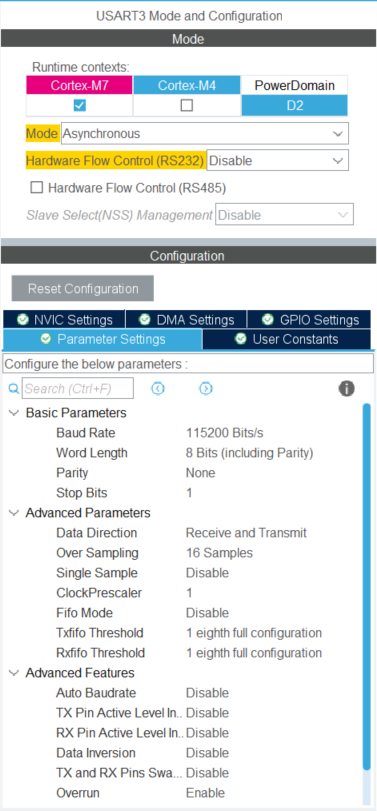 USART3 Mode and Configuration
Mode
Runtime contexts:
Cortex-M7 Cortex-M4 PowerDomain
D2
Mode Asynchronous
Hardware Flow Control (RS232) Disable
Hardware Flow Control (RS485)
Slave Select(NSS) Management Disable
Configuration
Reset Configuration
NVIC Settings DMA Settings GPIO Settings
Parameter Settings User Constants
Configure the below parameters :
Search (Ctrl+F)
Basic Parameters
Baud Rate 115200 Bits/s
Word Length 8 Bits (including Parity)
Parity None
Stop Bits 1
Advanced Parameters
Data Direction Receive and Transmit
Over Sampling 16 Samples
Single Sample Disable
ClockPrescaler 1
Fifo Mode Disable
Txfifo Threshold 1 eighth full configuration
Rxfifo Threshold 1 eighth full configuration
Advanced Features
Auto Baudrate Disable
TX Pin Active Level In... Disable
RX Pin Active Level In... Disable
Data Inversion Disable
TX and RX Pins Swa... Disable
Overrun Enable